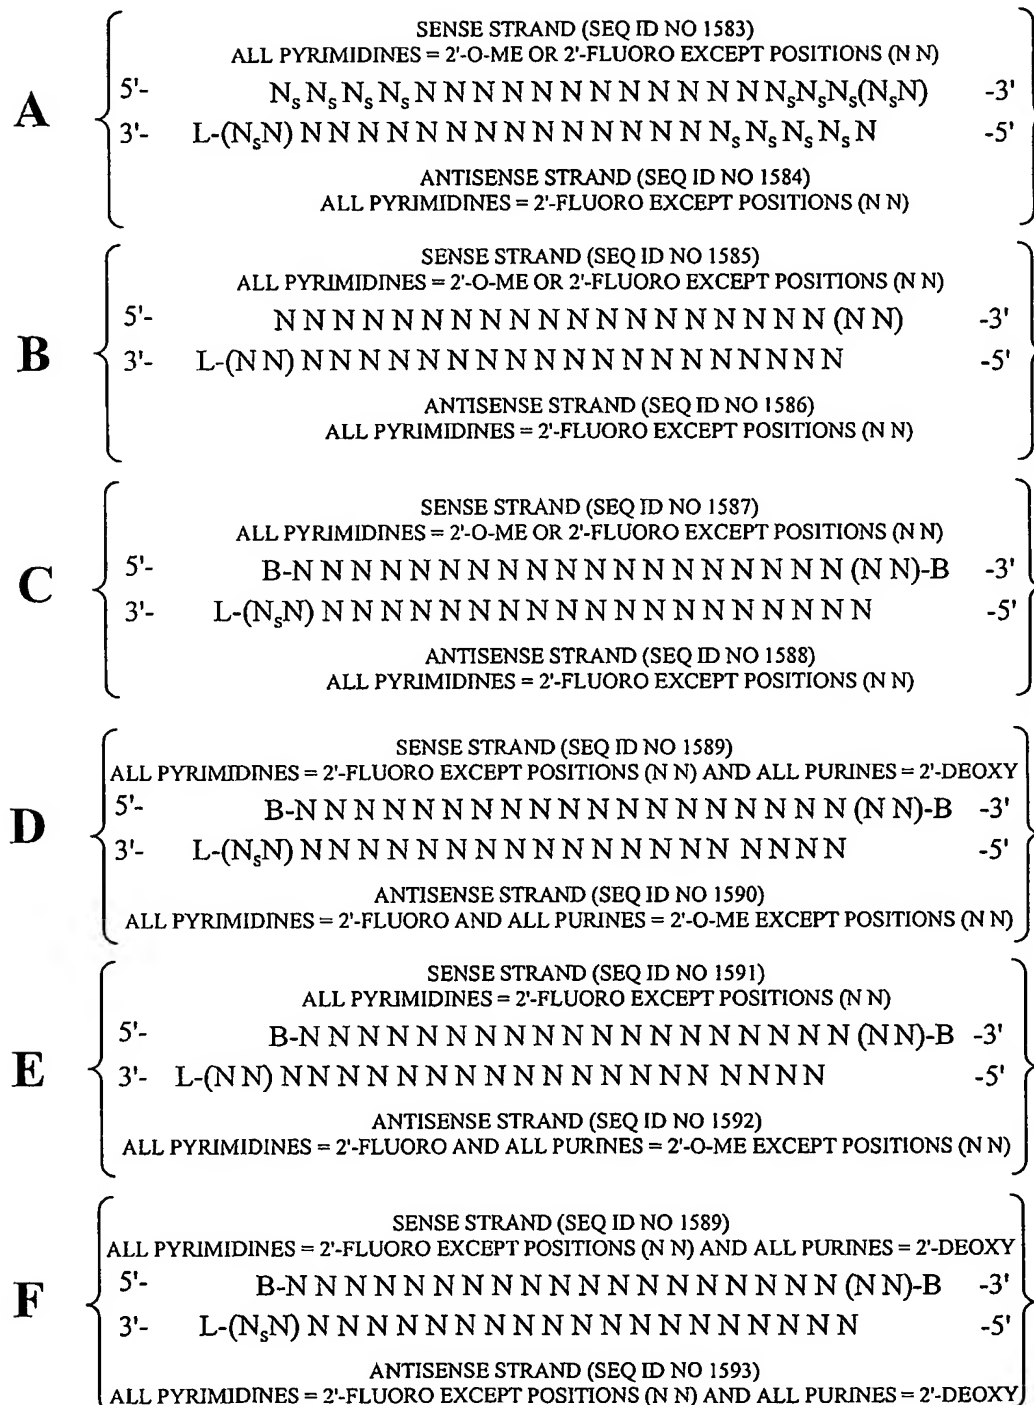 A
SENSE STRAND (SEQ ID NO 1583)
ALL PYRIMIDINES = 2'-O-ME OR 2'-FLUORO EXCEPT POSITIONS (N N)
5'- NsNsNsNsN N N N N N N N N N N N NsNsNs(NsN) -3'
3'- L-(NsN) N N N N N N N N N N N N N N NsNsNsNsN -5'
ANTISENSE STRAND (SEQ ID NO 1584)
ALL PYRIMIDINES = 2'-FLUORO EXCEPT POSITIONS (N N)
B
SENSE STRAND (SEQ ID NO 1585)
ALL PYRIMIDINES = 2'-O-ME OR 2'-FLUORO EXCEPT POSITIONS (N N)
5'- N N N N N N N N N N N N N N N N N N N (N N) -3'
3'- L-(N N) N N N N N N N N N N N N N N N N N N N -5'
ANTISENSE STRAND (SEQ ID NO 1586)
ALL PYRIMIDINES = 2'-FLUORO EXCEPT POSITIONS (N N)
C
SENSE STRAND (SEQ ID NO 1587)
ALL PYRIMIDINES = 2'-O-ME OR 2'-FLUORO EXCEPT POSITIONS (N N)
5'- B-N N N N N N N N N N N N N N N N N N N (N N)-B -3'
3'- L-(NsN) N N N N N N N N N N N N N N N N N N N -5'
ANTISENSE STRAND (SEQ ID NO 1588)
ALL PYRIMIDINES = 2'-FLUORO EXCEPT POSITIONS (N N)
D
SENSE STRAND (SEQ ID NO 1589)
ALL PYRIMIDINES = 2'-FLUORO EXCEPT POSITIONS (N N) AND ALL PURINES = 2'-DEOXY
5'- B-N N N N N N N N N N N N N N N N N N N (N N)-B -3'
3'- L-(NsN) N N N N N N N N N N N N N N N N N N N -5'
ANTISENSE STRAND (SEQ ID NO 1590)
ALL PYRIMIDINES = 2'-FLUORO AND ALL PURINES = 2'-O-ME EXCEPT POSITIONS (N N)
E
SENSE STRAND (SEQ ID NO 1591)
ALL PYRIMIDINES = 2'-FLUORO EXCEPT POSITIONS (N N)
5'- B-N N N N N N N N N N N N N N N N N N N (N N)-B -3'
3'- L-(N N) N N N N N N N N N N N N N N N N N N N -5'
ANTISENSE STRAND (SEQ ID NO 1592)
ALL PYRIMIDINES = 2'-FLUORO AND ALL PURINES = 2'-O-ME EXCEPT POSITIONS (N N)
F
SENSE STRAND (SEQ ID NO 1589)
ALL PYRIMIDINES = 2'-FLUORO EXCEPT POSITIONS (N N) AND ALL PURINES = 2'-DEOXY
5'- B-N N N N N N N N N N N N N N N N N N N (N N)-B -3'
3'- L-(NsN) N N N N N N N N N N N N N N N N N N N -5'
ANTISENSE STRAND (SEQ ID NO 1593)
ALL PYRIMIDINES = 2'-FLUORO EXCEPT POSITIONS (N N) AND ALL PURINES = 2'-DEOXY